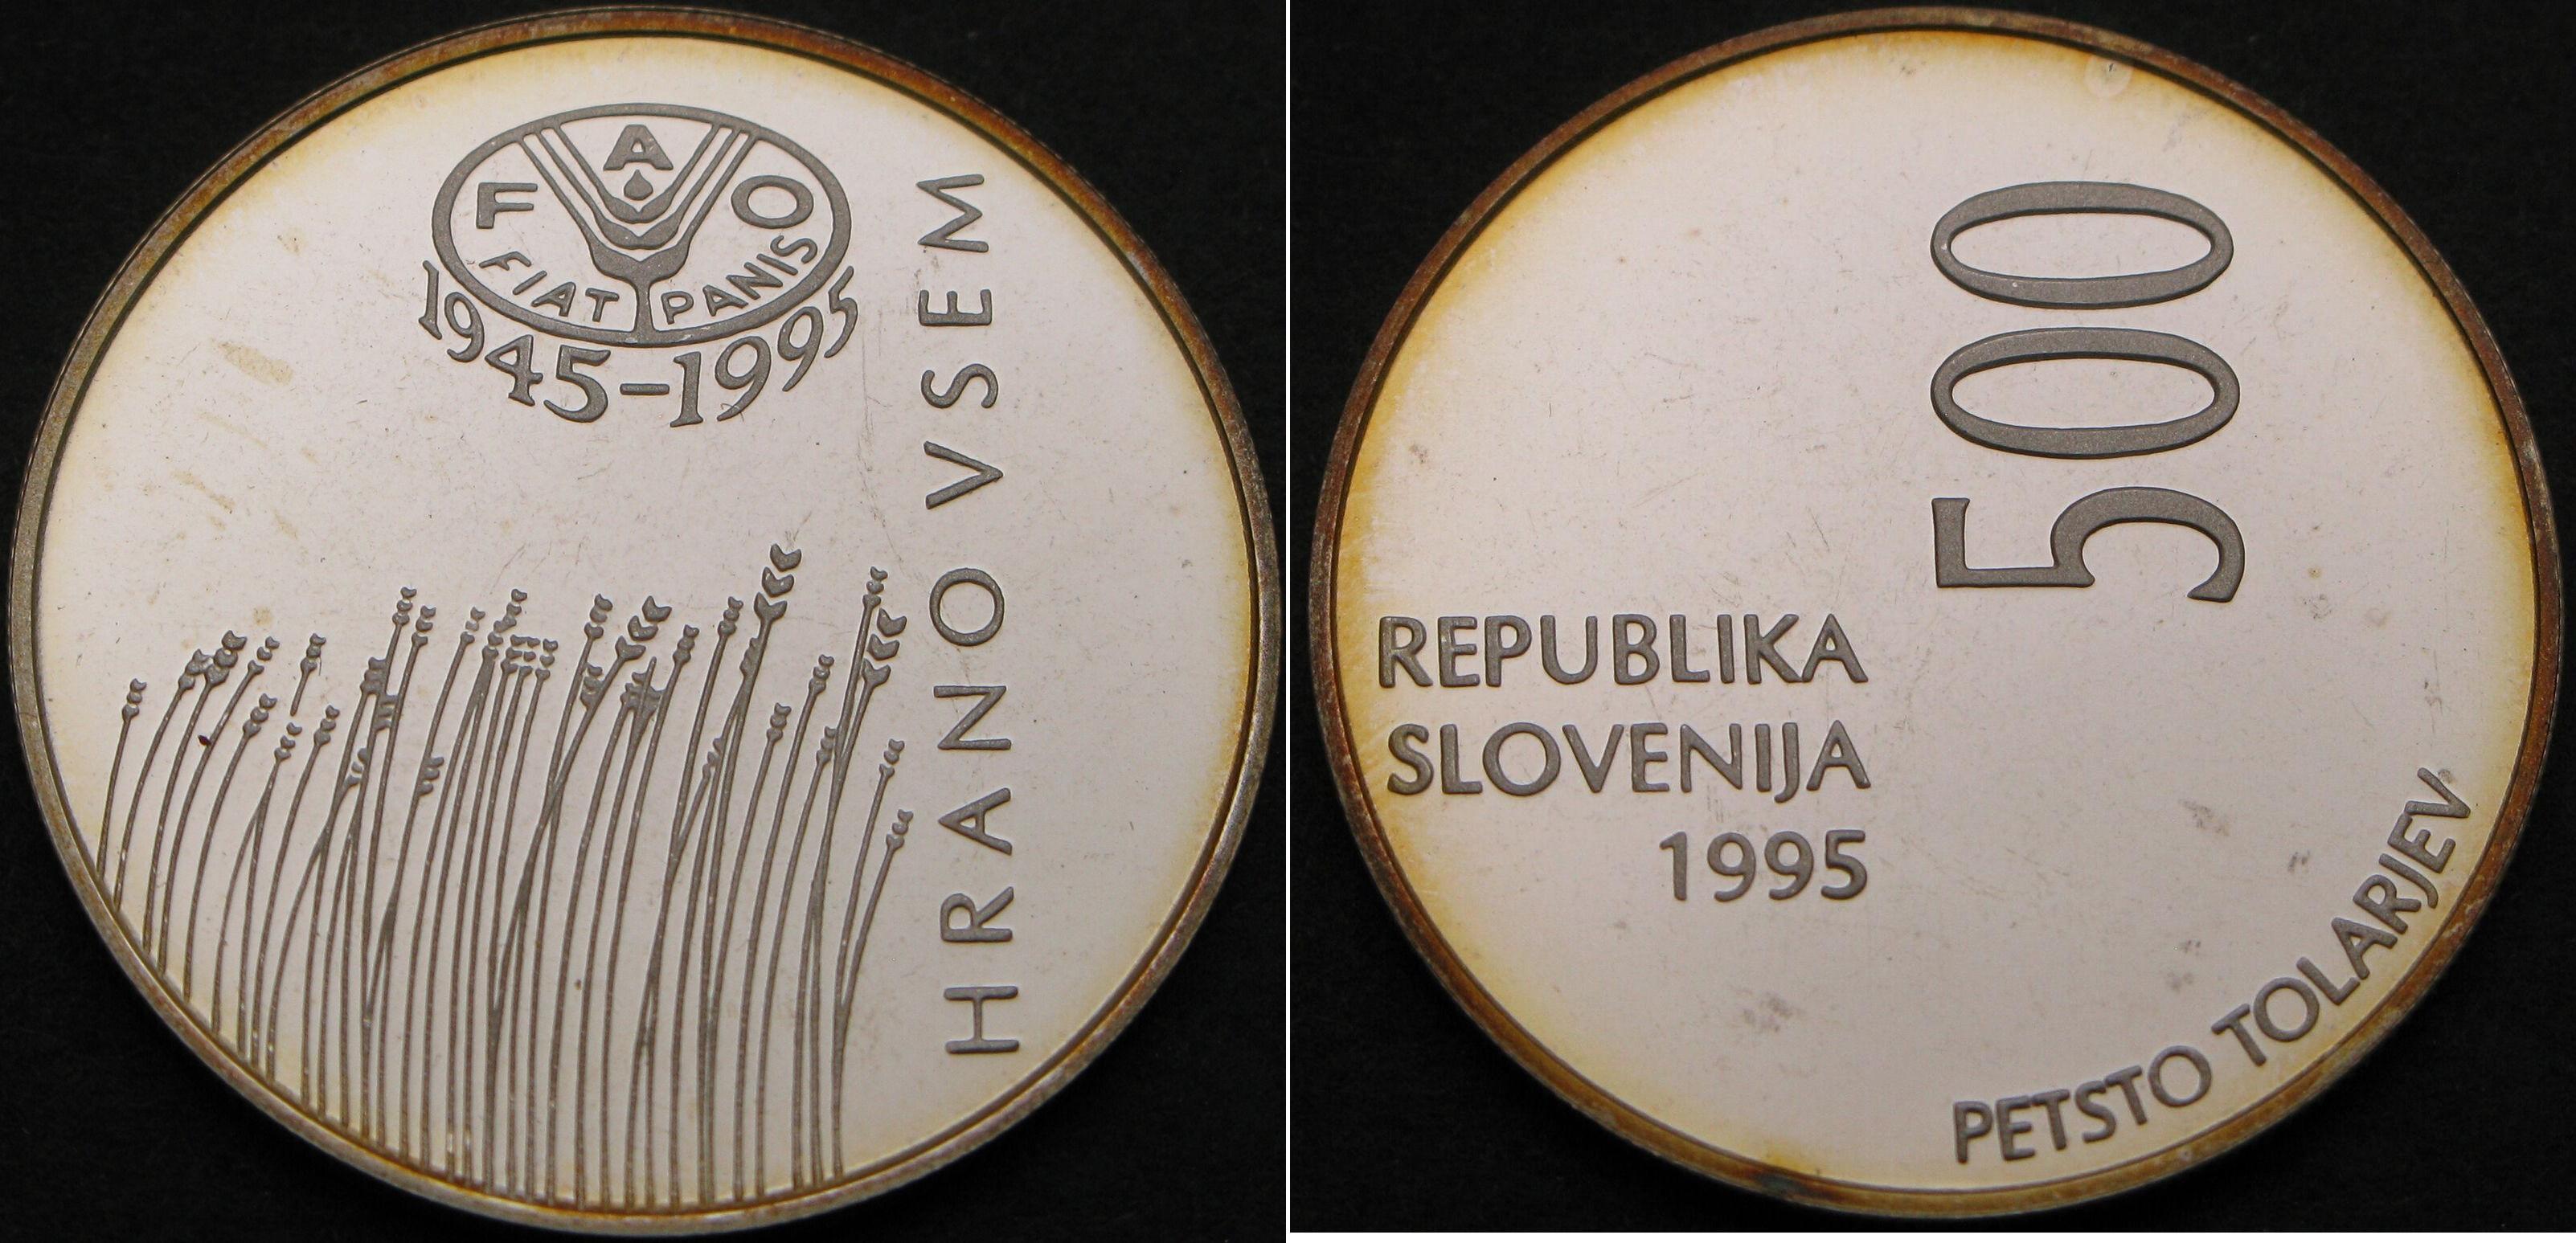 F A O
FIAT PANIS
1945-1995
HRANO VSEM
500
REPUBLIKA
SLOVENIJA
1995
PETSTO TOLARJEV